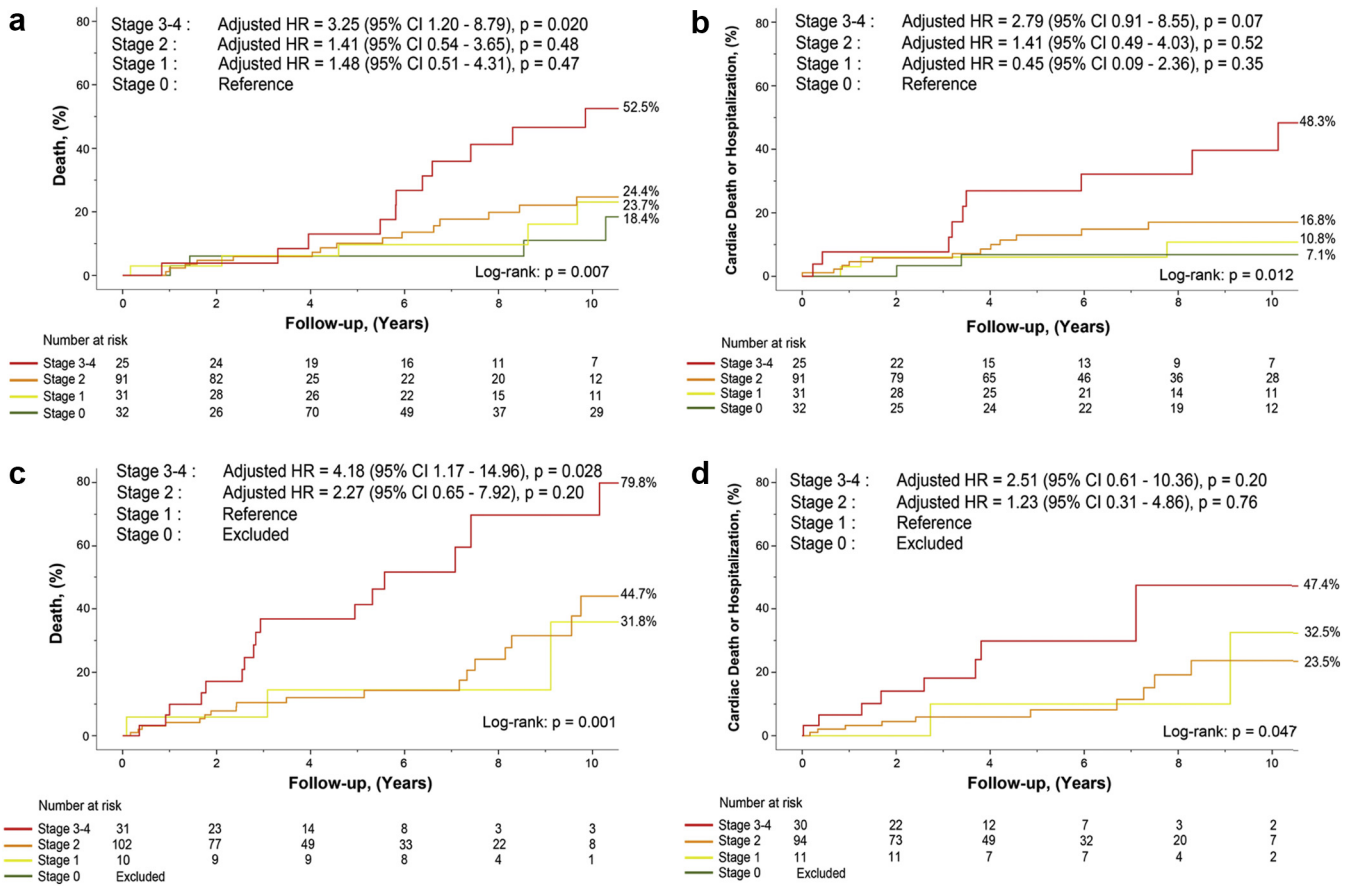 a
Stage 3-4 : Adjusted HR = 3.25 (95% CI 1.20 - 8.79), p = 0.020
Stage 2 : Adjusted HR = 1.41 (95% CI 0.54 - 3.65), p = 0.48
Stage 1 : Adjusted HR = 1.48 (95% CI 0.51 - 4.31), p = 0.47
Stage 0 : Reference
Death, (%)
80
60
40
20
0
52.5%
24.4%
23.7%
18.4%
Log-rank: p = 0.007
0 2 4 6 8 10
Follow-up, (Years)
Number at risk
Stage 3-4 25 24 19 16 11 7
Stage 2 91 82 25 22 20 12
Stage 1 31 28 26 22 15 11
Stage 0 32 26 70 49 37 29
b
Stage 3-4 : Adjusted HR = 2.79 (95% CI 0.91 - 8.55), p = 0.07
Stage 2 : Adjusted HR = 1.41 (95% CI 0.49 - 4.03), p = 0.52
Stage 1 : Adjusted HR = 0.45 (95% CI 0.09 - 2.36), p = 0.35
Stage 0 : Reference
Cardiac Death or Hospitalization, (%)
80
60
40
20
0
48.3%
16.8%
10.8%
7.1%
Log-rank: p = 0.012
0 2 4 6 8 10
Follow-up, (Years)
Number at risk
Stage 3-4 25 22 15 13 9 7
Stage 2 91 79 65 46 36 28
Stage 1 31 28 25 21 14 11
Stage 0 32 25 24 22 19 12
c
Stage 3-4 : Adjusted HR = 4.18 (95% CI 1.17 - 14.96), p = 0.028
Stage 2 : Adjusted HR = 2.27 (95% CI 0.65 - 7.92), p = 0.20
Stage 1 : Reference
Stage 0 : Excluded
Death, (%)
80
60
40
20
0
79.8%
44.7%
31.8%
Log-rank: p = 0.001
0 2 4 6 8 10
Follow-up, (Years)
Number at risk
Stage 3-4 31 23 14 8 3 3
Stage 2 102 77 49 33 22 8
Stage 1 10 9 9 8 4 1
Stage 0 Excluded
d
Stage 3-4 : Adjusted HR = 2.51 (95% CI 0.61 - 10.36), p = 0.20
Stage 2 : Adjusted HR = 1.23 (95% CI 0.31 - 4.86), p = 0.76
Stage 1 : Reference
Stage 0 : Excluded
Cardiac Death or Hospitalization, (%)
80
60
40
20
0
47.4%
32.5%
23.5%
Log-rank: p = 0.047
0 2 4 6 8 10
Follow-up, (Years)
Number at risk
Stage 3-4 30 22 12 7 3 2
Stage 2 94 73 49 32 20 7
Stage 1 11 11 7 7 4 2
Stage 0 Excluded